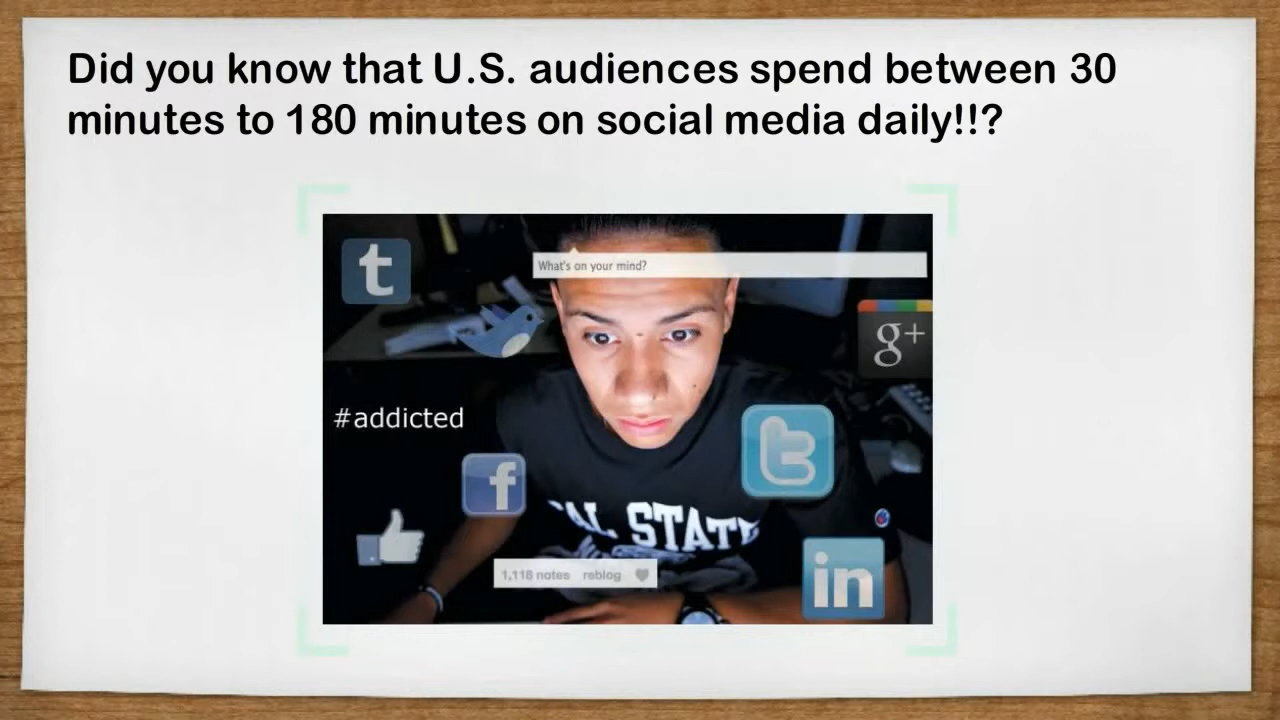 Did you know that U.S. audiences spend between 30
minutes to 180 minutes on social media daily!!?
t
What's on your mind?
g+
#addicted
t
f
AL STATE
1,118 notes reblog
in